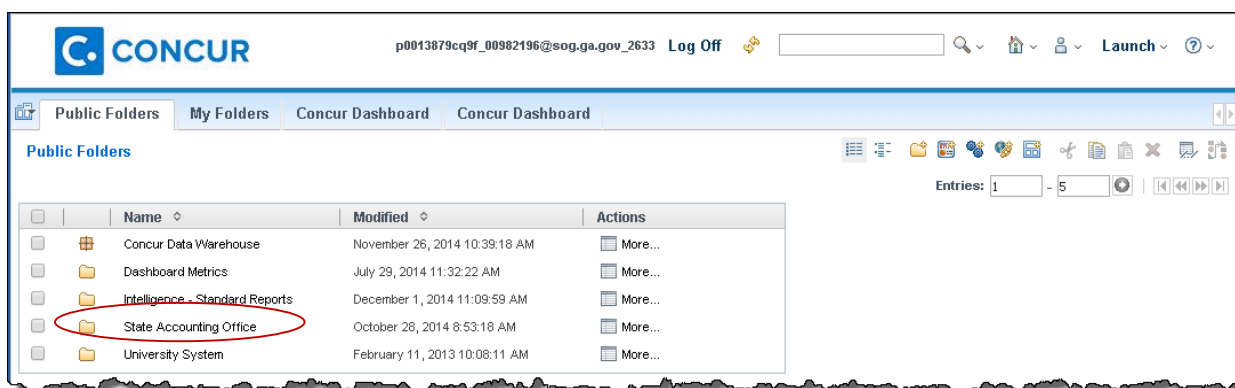 C. CONCUR p0013879cq9f_00982196@sog.ga.gov_2633 Log Off Launch ?
Public Folders My Folders Concur Dashboard Concur Dashboard
Public Folders
Entries: 1 - 5
Name Modified Actions
Concur Data Warehouse November 26, 2014 10:39:18 AM More...
Dashboard Metrics July 29, 2014 11:32:22 AM More...
Intelligence - Standard Reports December 1, 2014 11:09:59 AM More...
State Accounting Office October 28, 2014 8:53:18 AM More...
University System February 11, 2013 10:08:11 AM More...